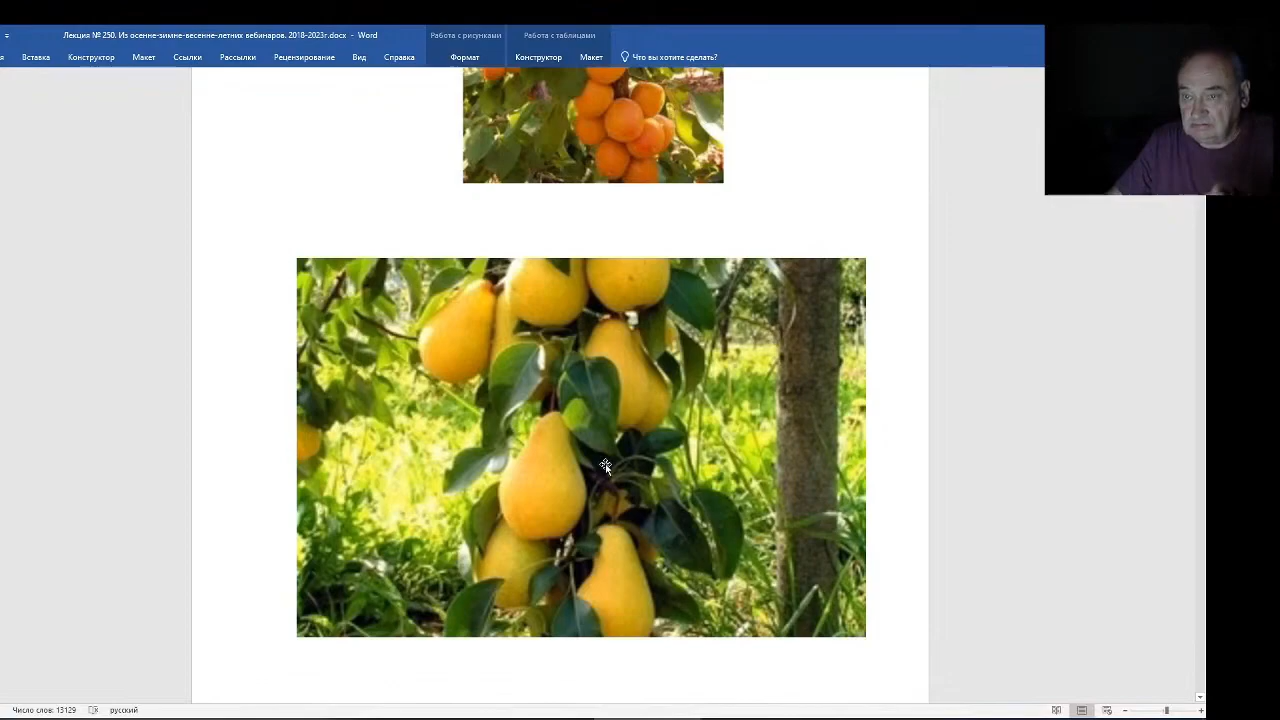 Лекция № 250. Из осенне-зимне-весенне-летних вебинаров. 2018-2023г.docx - Word
Работа с рисунками
Работа с таблицами
я Вставка Конструктор Макет Ссылки Рассылки Рецензирование Вид Справка Формат Конструктор Макет Что вы хотите сделать?
Число слов: 13129 русский